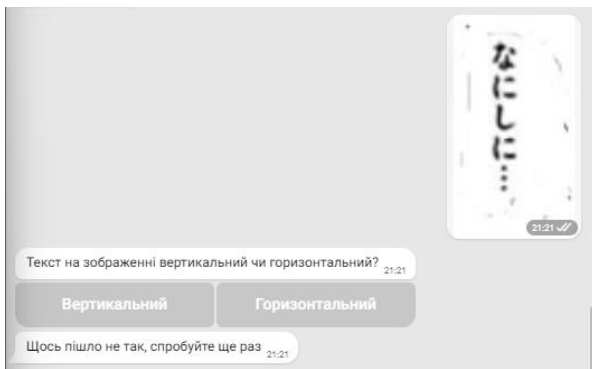 なにしに…
21:21
Текст на зображенні вертикальний чи горизонтальний? 21:21
Вертикальний
Горизонтальний
Щось пішло не так, спробуйте ще раз 21:21